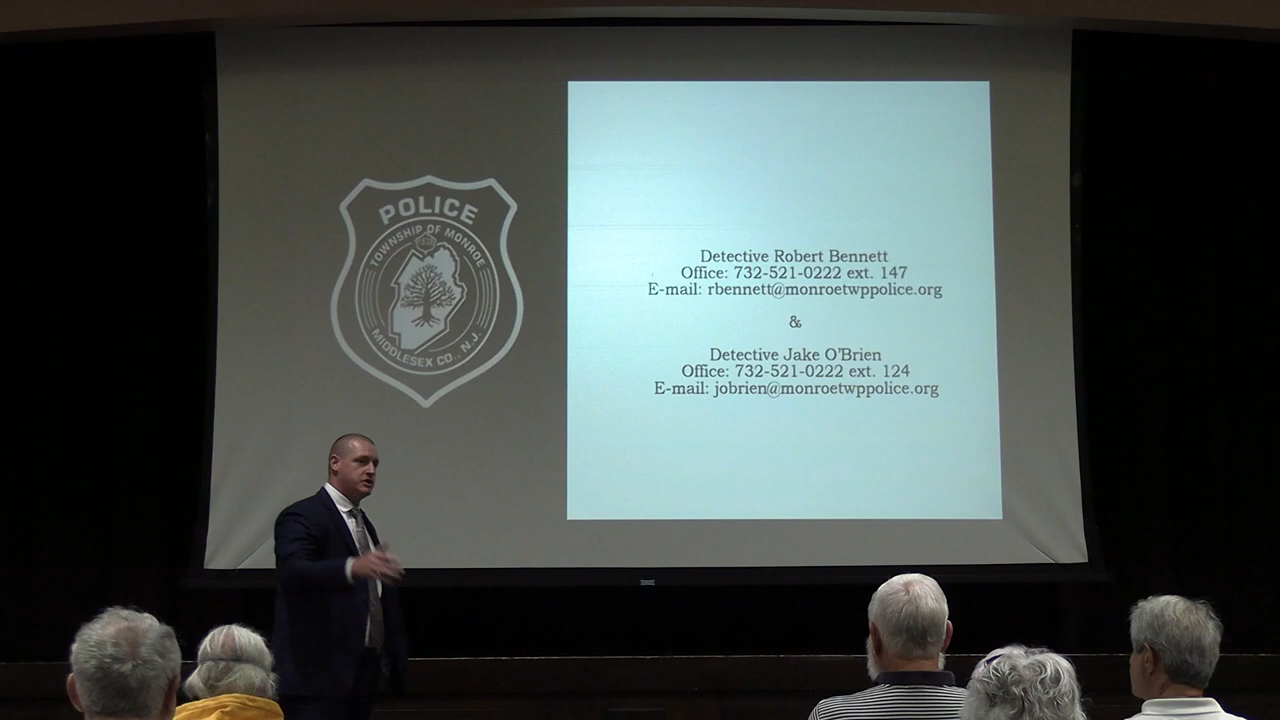 POLICE
TOWNSHIP OF MONROE
1838
MIDDLESEX CO., N.J.
Detective Robert Bennett
Office: 732-521-0222 ext. 147
E-mail: rbennett@monroetwppolice.org
&
Detective Jake O'Brien
Office: 732-521-0222 ext. 124
E-mail: jobrien@monroetwppolice.org